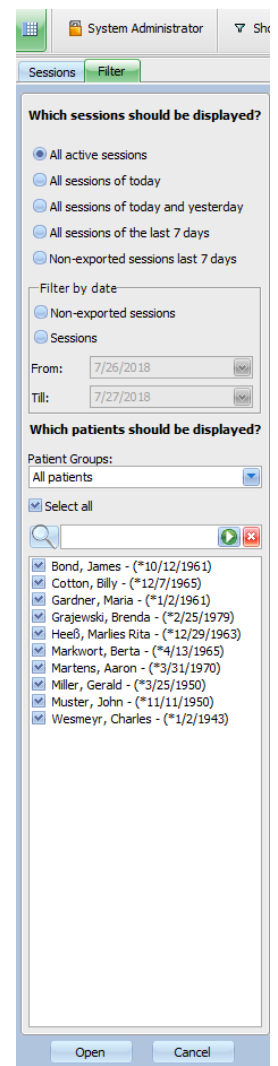 System Administrator
Sessions Filter
Which sessions should be displayed?
All active sessions
All sessions of today
All sessions of today and yesterday
All sessions of the last 7 days
Non-exported sessions last 7 days
Filter by date
Non-exported sessions
Sessions
From: 7/26/2018
Till: 7/27/2018
Which patients should be displayed?
Patient Groups:
All patients
Select all
Bond, James - (*10/12/1961)
Cotton, Billy - (*12/7/1965)
Gardner, Maria - (*1/2/1961)
Grajewski, Brenda - (*2/25/1979)
Heeß, Marlies Rita - (*12/29/1963)
Markwort, Berta - (*4/13/1965)
Martens, Aaron - (*3/31/1970)
Miller, Gerald - (*3/25/1950)
Muster, John - (*11/11/1950)
Wesmeyr, Charles - (*1/2/1943)
Open Cancel